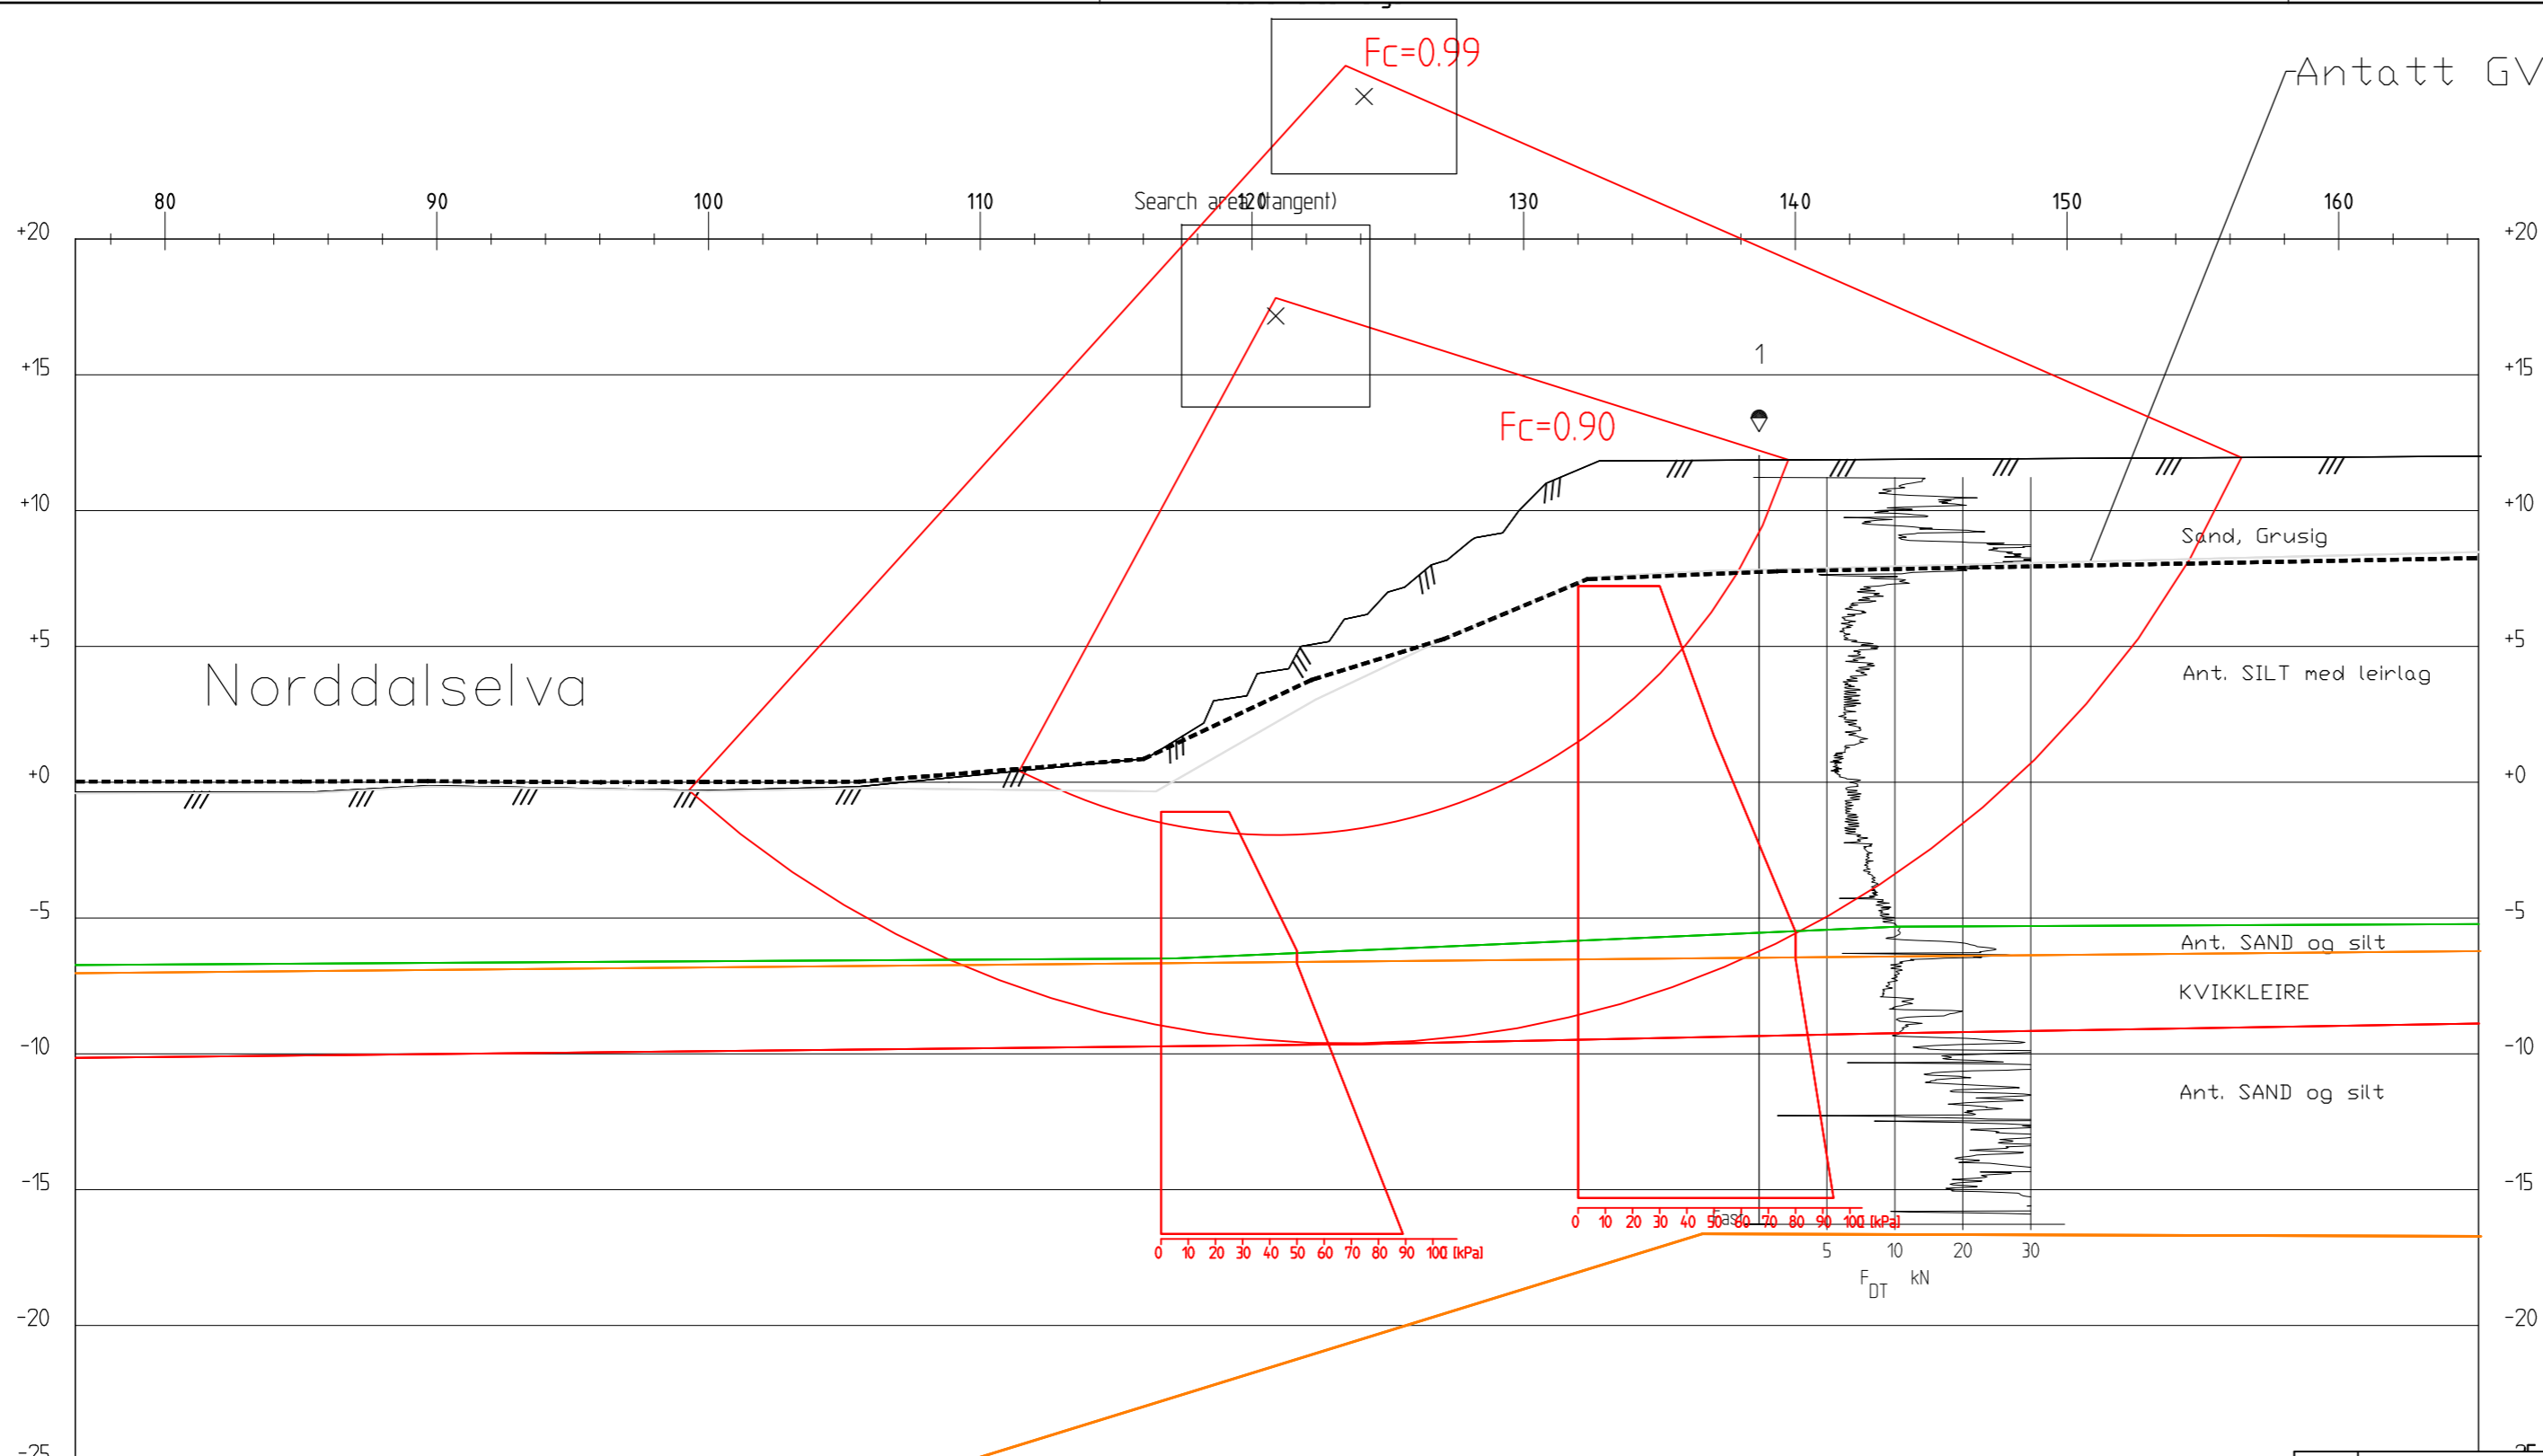 Fc=0.99
Antatt GV
80 90 100 110 120 130 140 150 160
Search area (tangent)
+20 +20
1
+15 +15
Fc=0.90
+10 +10
Sand, Grusig
+5 +5
Ant. SILT med leirlag
Norddalselva
+0 +0
-5 -5
Ant. SAND og silt
KVIKKLEIRE
-10 -10
Ant. SAND og silt
-15 -15
0 10 20 30 40 50 60 70 80 90 100 [kPa]
0 10 20 30 40 50 60 70 80 90 100 [kPa]
5 10 20 30
FDT kN
-20 -20
-25